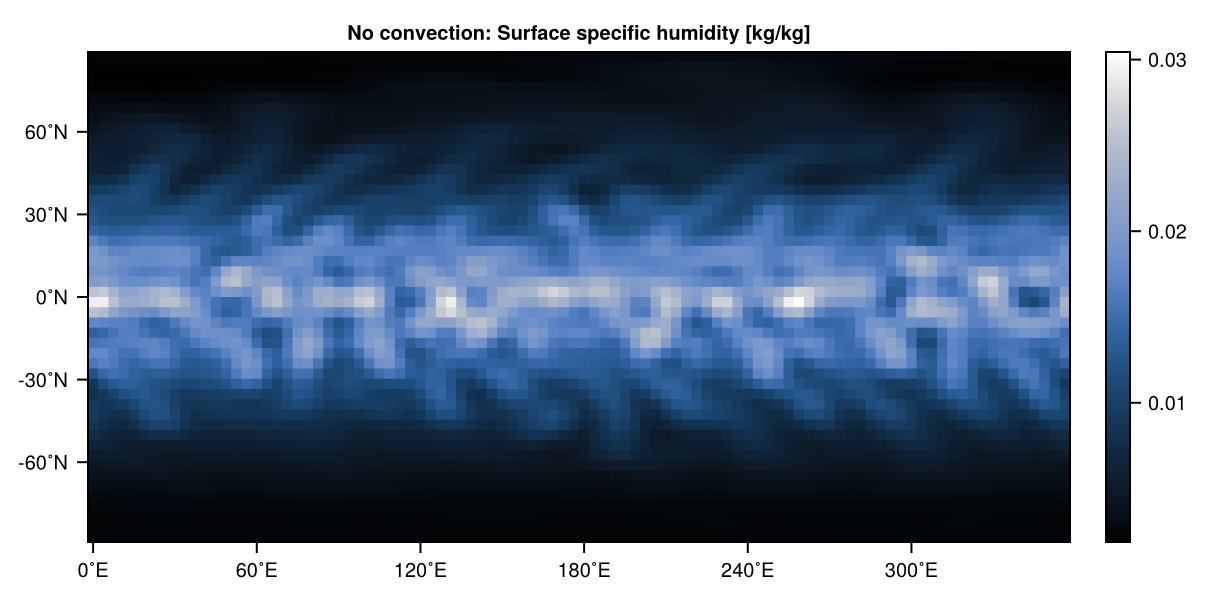 No convection: Surface specific humidity [kg/kg]
0.03
60˚N
30˚N
0.02
0˚N
-30˚N
0.01
-60˚N
0˚E 60˚E 120˚E 180˚E 240˚E 300˚E